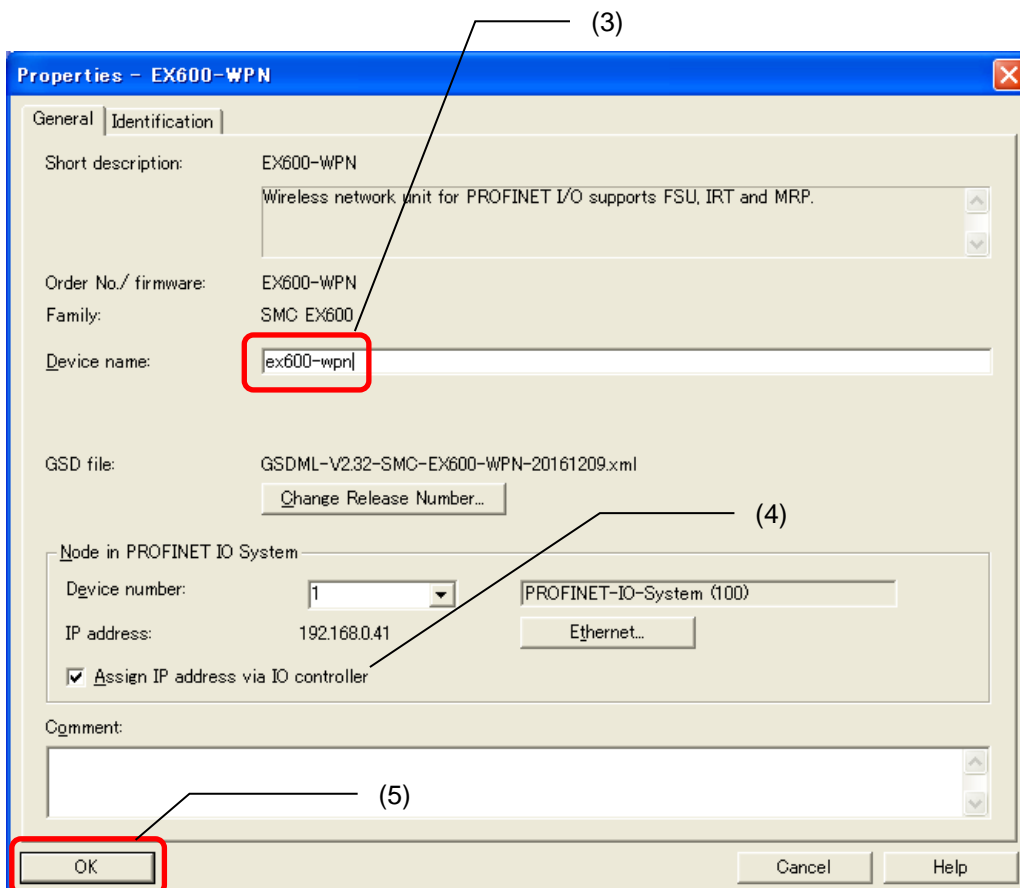 (3)
Properties - EX600-WPN
General Identification
Short description: EX600-WPN
Wireless network unit for PROFINET I/O supports FSU, IRT and MRP.
Order No./ firmware: EX600-WPN
Family: SMC EX600
Device name: ex600-wpn
GSD file: GSDML-V2.32-SMC-EX600-WPN-20161209.xml
Change Release Number...
(4)
Node in PROFINET IO System
Device number: 1 PROFINET-IO-System (100)
IP address: 192.168.0.41 Ethernet...
Assign IP address via IO controller
Comment:
(5)
OK Cancel Help